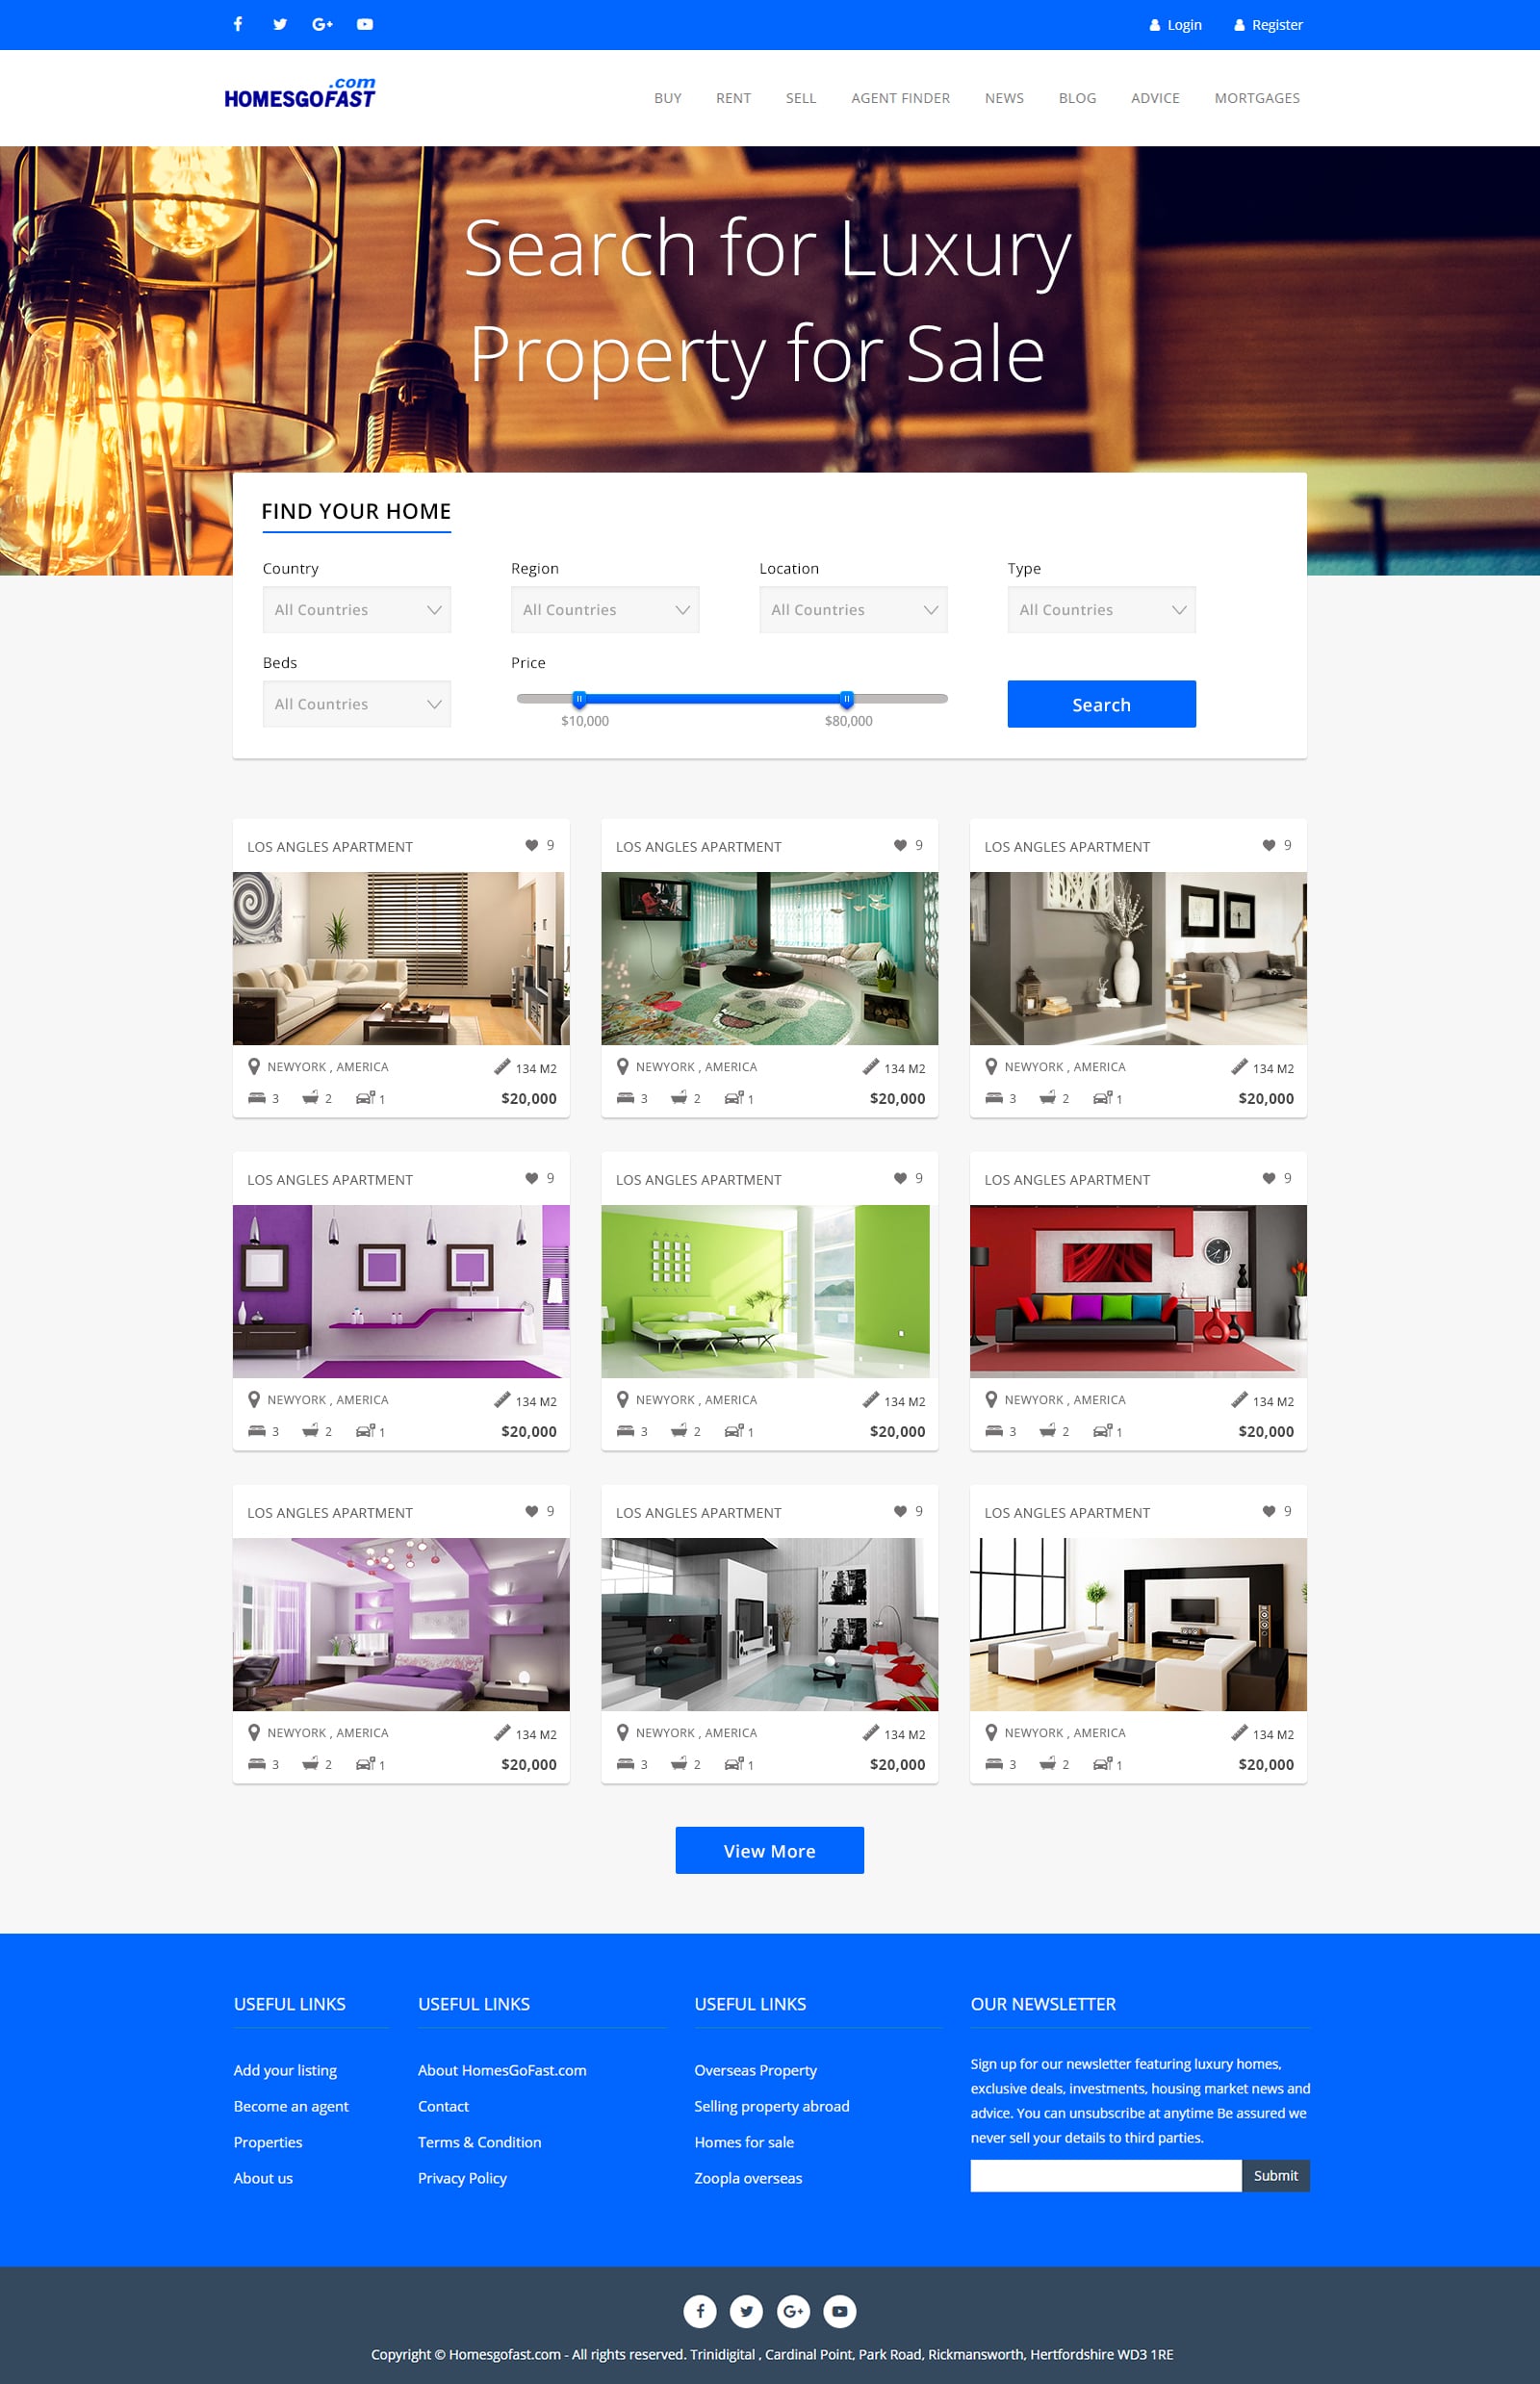 Login Register
.com
HOMESGOFAST
BUY RENT SELL AGENT FINDER NEWS BLOG ADVICE MORTGAGES
Search for Luxury
Property for Sale
FIND YOUR HOME
Country Region Location Type
All Countries All Countries All Countries All Countries
Beds Price
All Countries
$10,000 $80,000
Search
LOS ANGLES APARTMENT 9 LOS ANGLES APARTMENT 9 LOS ANGLES APARTMENT 9
NEWYORK , AMERICA 134 M2 NEWYORK , AMERICA 134 M2 NEWYORK , AMERICA 134 M2
3 2 1 $20,000 3 2 1 $20,000 3 2 1 $20,000
LOS ANGLES APARTMENT 9 LOS ANGLES APARTMENT 9 LOS ANGLES APARTMENT 9
NEWYORK , AMERICA 134 M2 NEWYORK , AMERICA 134 M2 NEWYORK , AMERICA 134 M2
3 2 1 $20,000 3 2 1 $20,000 3 2 1 $20,000
LOS ANGLES APARTMENT 9 LOS ANGLES APARTMENT 9 LOS ANGLES APARTMENT 9
NEWYORK , AMERICA 134 M2 NEWYORK , AMERICA 134 M2 NEWYORK , AMERICA 134 M2
3 2 1 $20,000 3 2 1 $20,000 3 2 1 $20,000
View More
USEFUL LINKS
Add your listing
Become an agent
Properties
About us
USEFUL LINKS
About HomesGoFast.com
Contact
Terms & Condition
Privacy Policy
USEFUL LINKS
Overseas Property
Selling property abroad
Homes for sale
Zoopla overseas
OUR NEWSLETTER
Sign up for our newsletter featuring luxury homes,
exclusive deals, investments, housing market news and
advice. You can unsubscribe at anytime Be assured we
never sell your details to third parties.
Submit
Copyright © Homesgofast.com - All rights reserved. Trinidigital , Cardinal Point, Park Road, Rickmansworth, Hertfordshire WD3 1RE